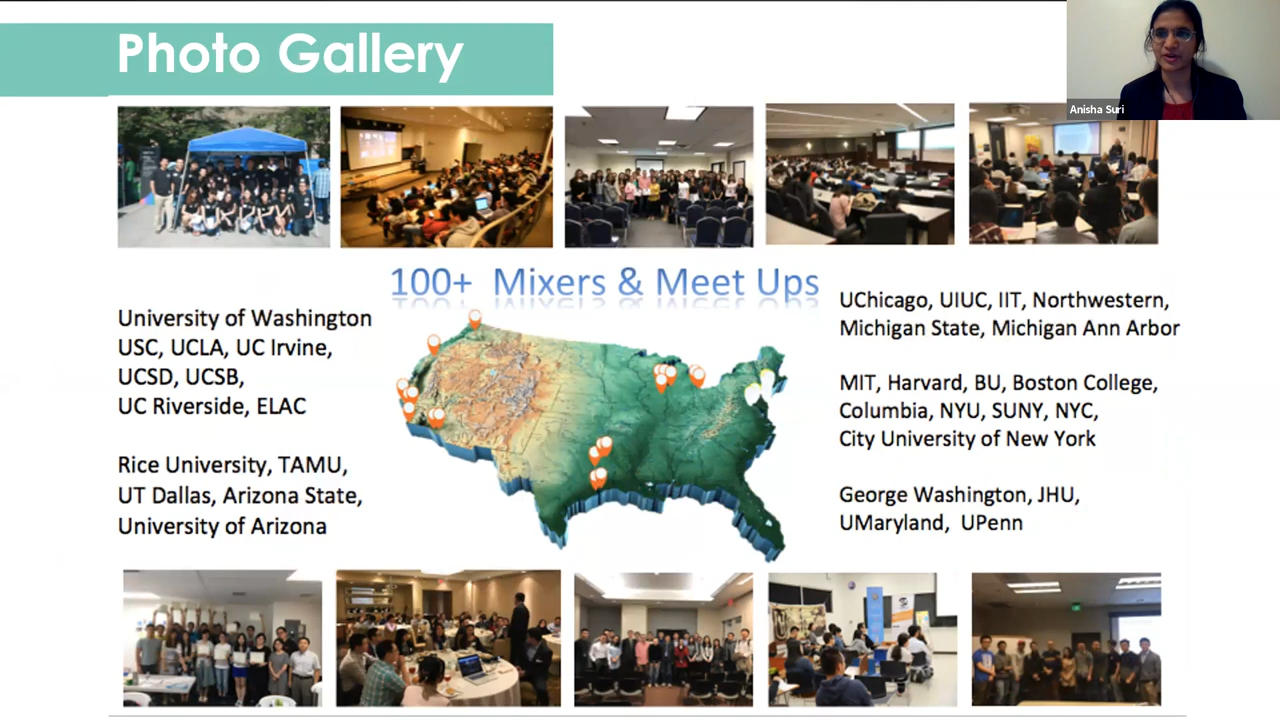 Photo Gallery
Anisha Suri
100+ Mixers & Meet Ups
University of Washington
USC, UCLA, UC Irvine,
UCSD, UCSB,
UC Riverside, ELAC
Rice University, TAMU,
UT Dallas, Arizona State,
University of Arizona
UChicago, UIUC, IIT, Northwestern,
Michigan State, Michigan Ann Arbor
MIT, Harvard, BU, Boston College,
Columbia, NYU, SUNY, NYC,
City University of New York
George Washington, JHU,
UMaryland, UPenn